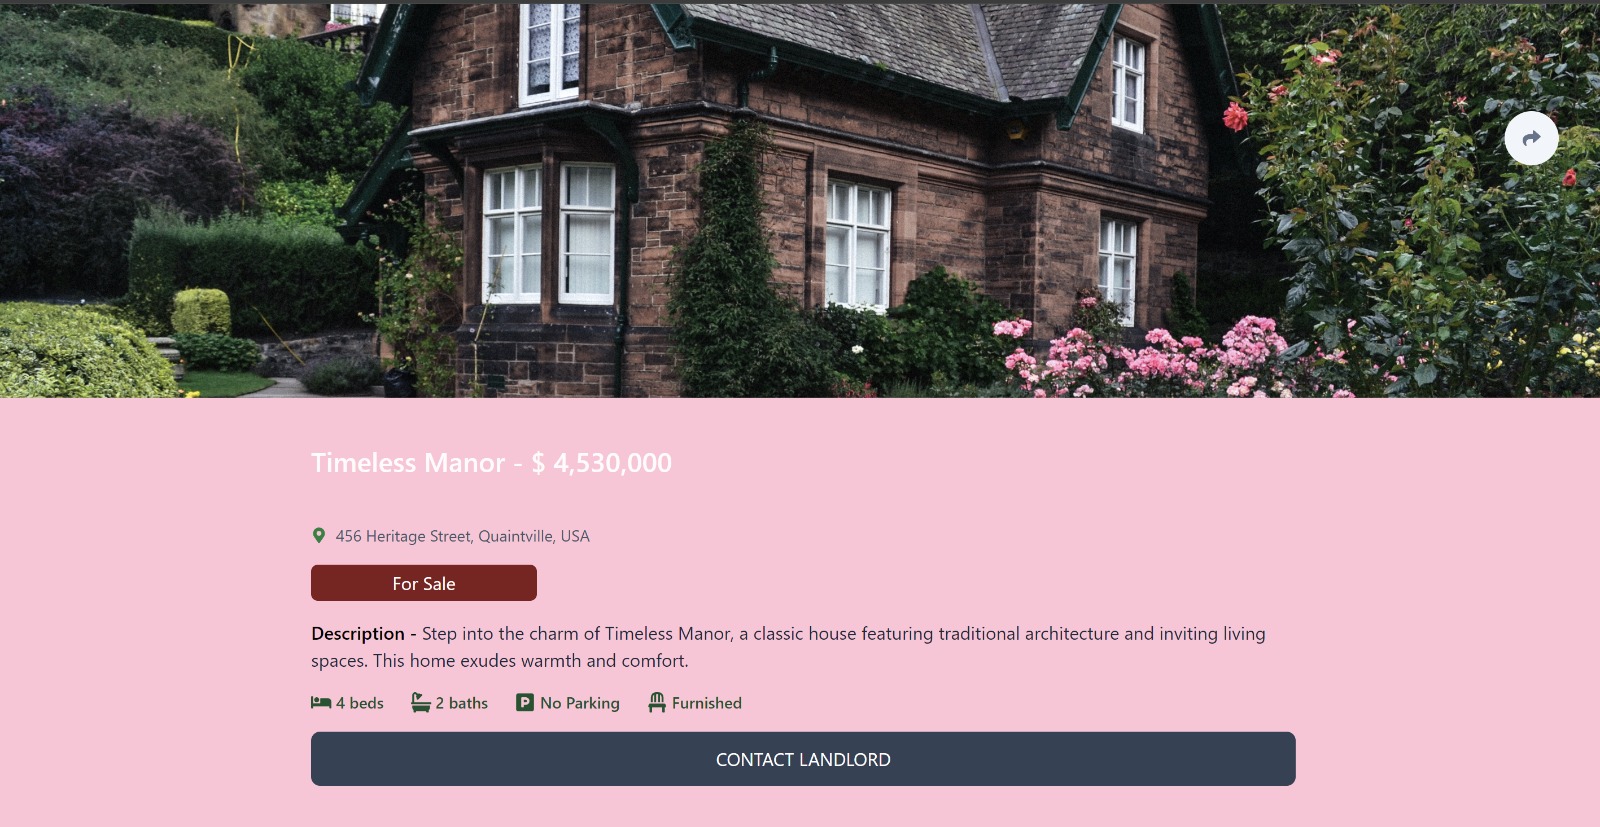 Timeless Manor - $ 4,530,000
456 Heritage Street, Quaintville, USA
For Sale
Description - Step into the charm of Timeless Manor, a classic house featuring traditional architecture and inviting living
spaces. This home exudes warmth and comfort.
4 beds 2 baths P No Parking Furnished
CONTACT LANDLORD